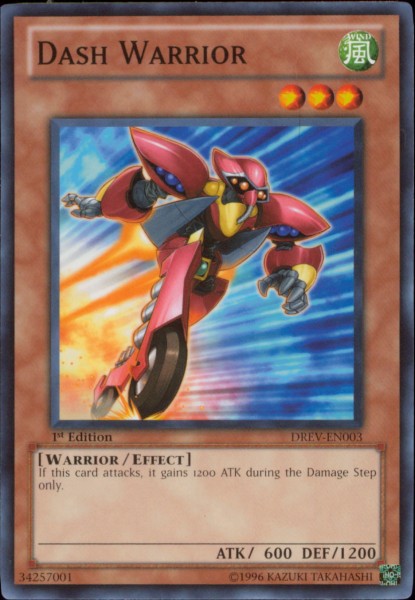 DASH WARRIOR
WIND
風
1st Edition
DREV-EN003
[WARRIOR/EFFECT]
If this card attacks, it gains 1200 ATK during the Damage Step
only.
ATK/ 600 DEF/1200
34257001
©1996 KAZUKI TAKAHASHI